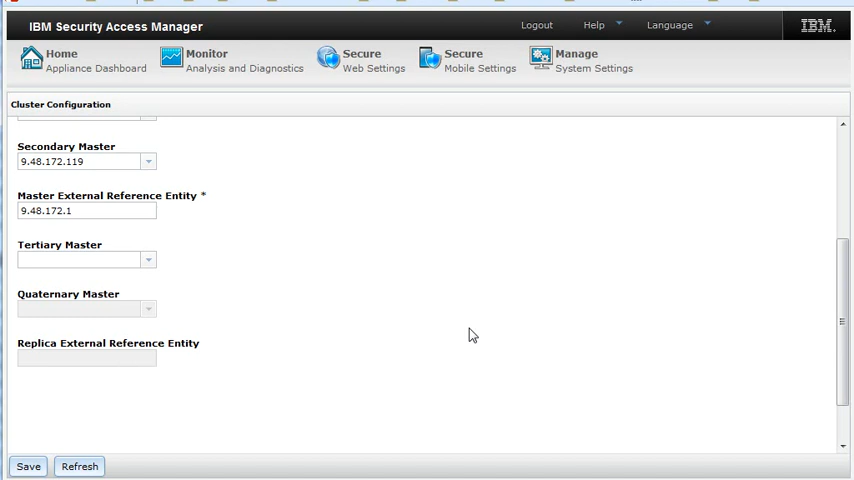 IBM Security Access Manager
Logout
Help
Language
IBM.
Home
Appliance Dashboard
Monitor
Analysis and Diagnostics
Secure
Web Settings
Secure
Mobile Settings
Manage
System Settings
Cluster Configuration
Secondary Master
9.48.172.119
Master External Reference Entity *
9.48.172.1
Tertiary Master
Quaternary Master
Replica External Reference Entity
Save
Refresh